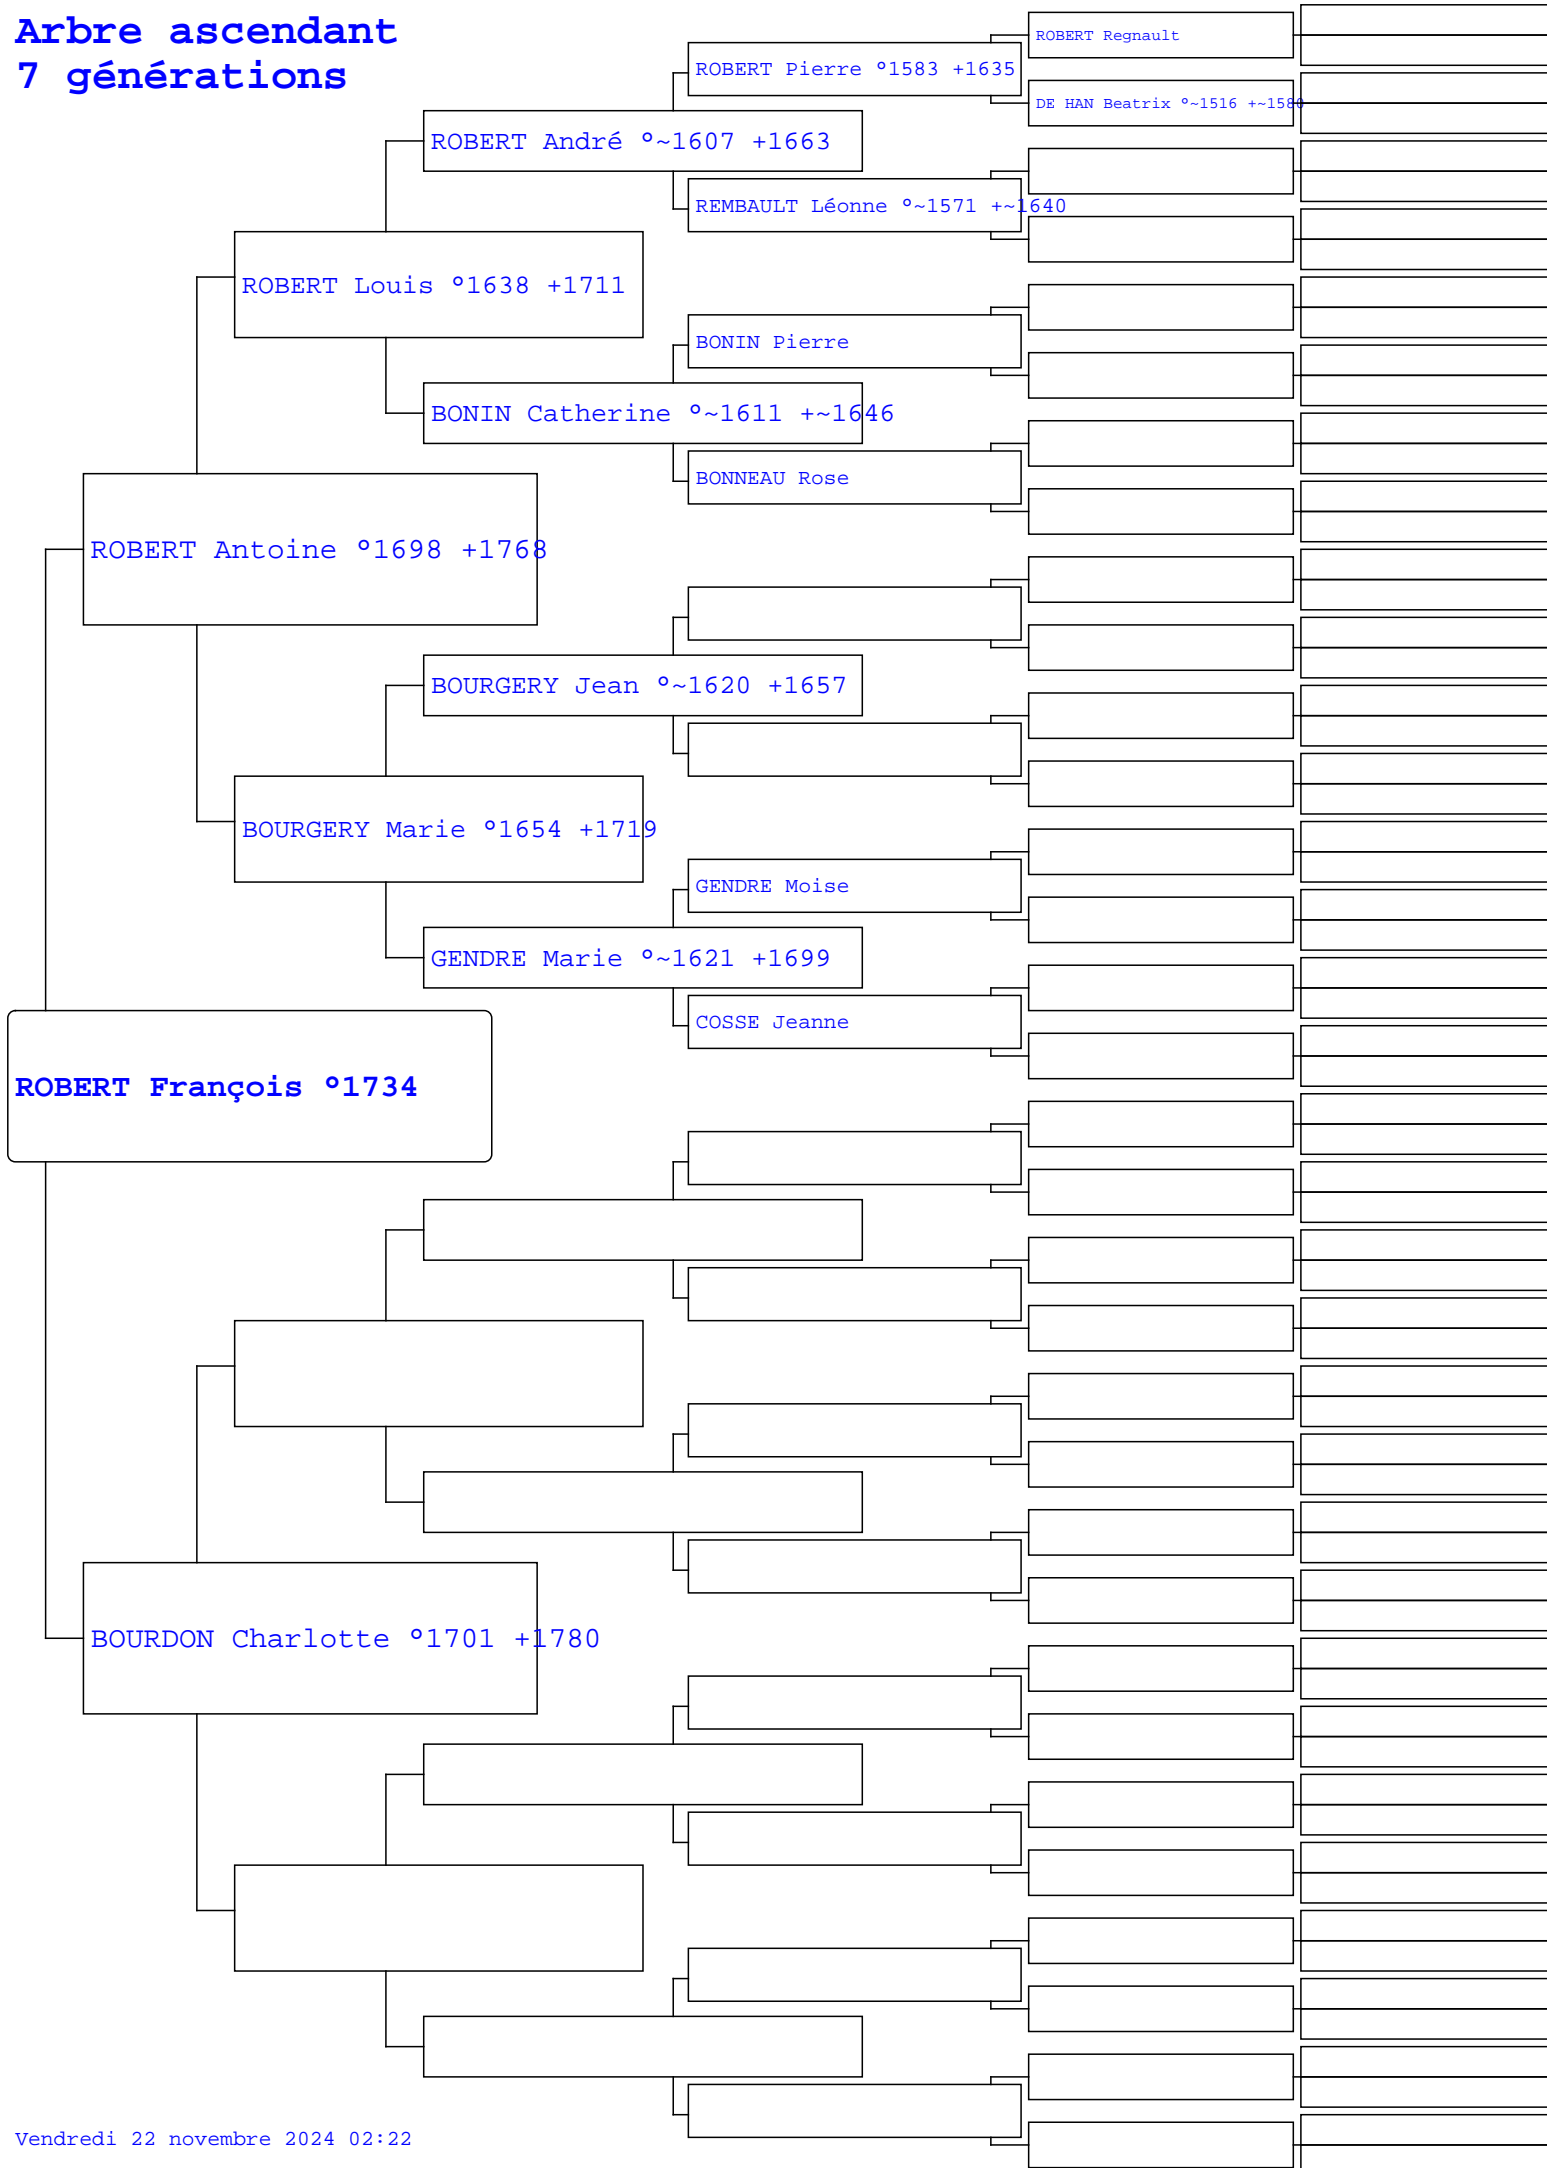 Arbre ascendant
7 générations
ROBERT Regnault
ROBERT Pierre °1583 +1635
DE HAN Beatrix °~1516 +~1580
ROBERT André °~1607 +1663
REMBAULT Léonne °~1571 +~1640
ROBERT Louis °1638 +1711
BONIN Pierre
BONIN Catherine °~1611 +~1646
BONNEAU Rose
ROBERT Antoine °1698 +1768
BOURGERY Jean °~1620 +1657
BOURGERY Marie °1654 +1719
GENDRE Moise
GENDRE Marie °~1621 +1699
COSSE Jeanne
ROBERT François °1734
BOURDON Charlotte °1701 +1780
Vendredi 22 novembre 2024 02:22